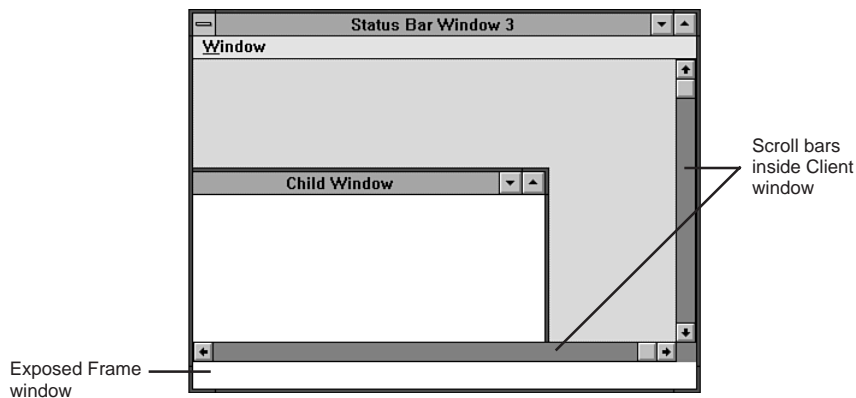 Status Bar Window 3
Window
Child Window
Scroll bars
inside Client
window
Exposed Frame
window